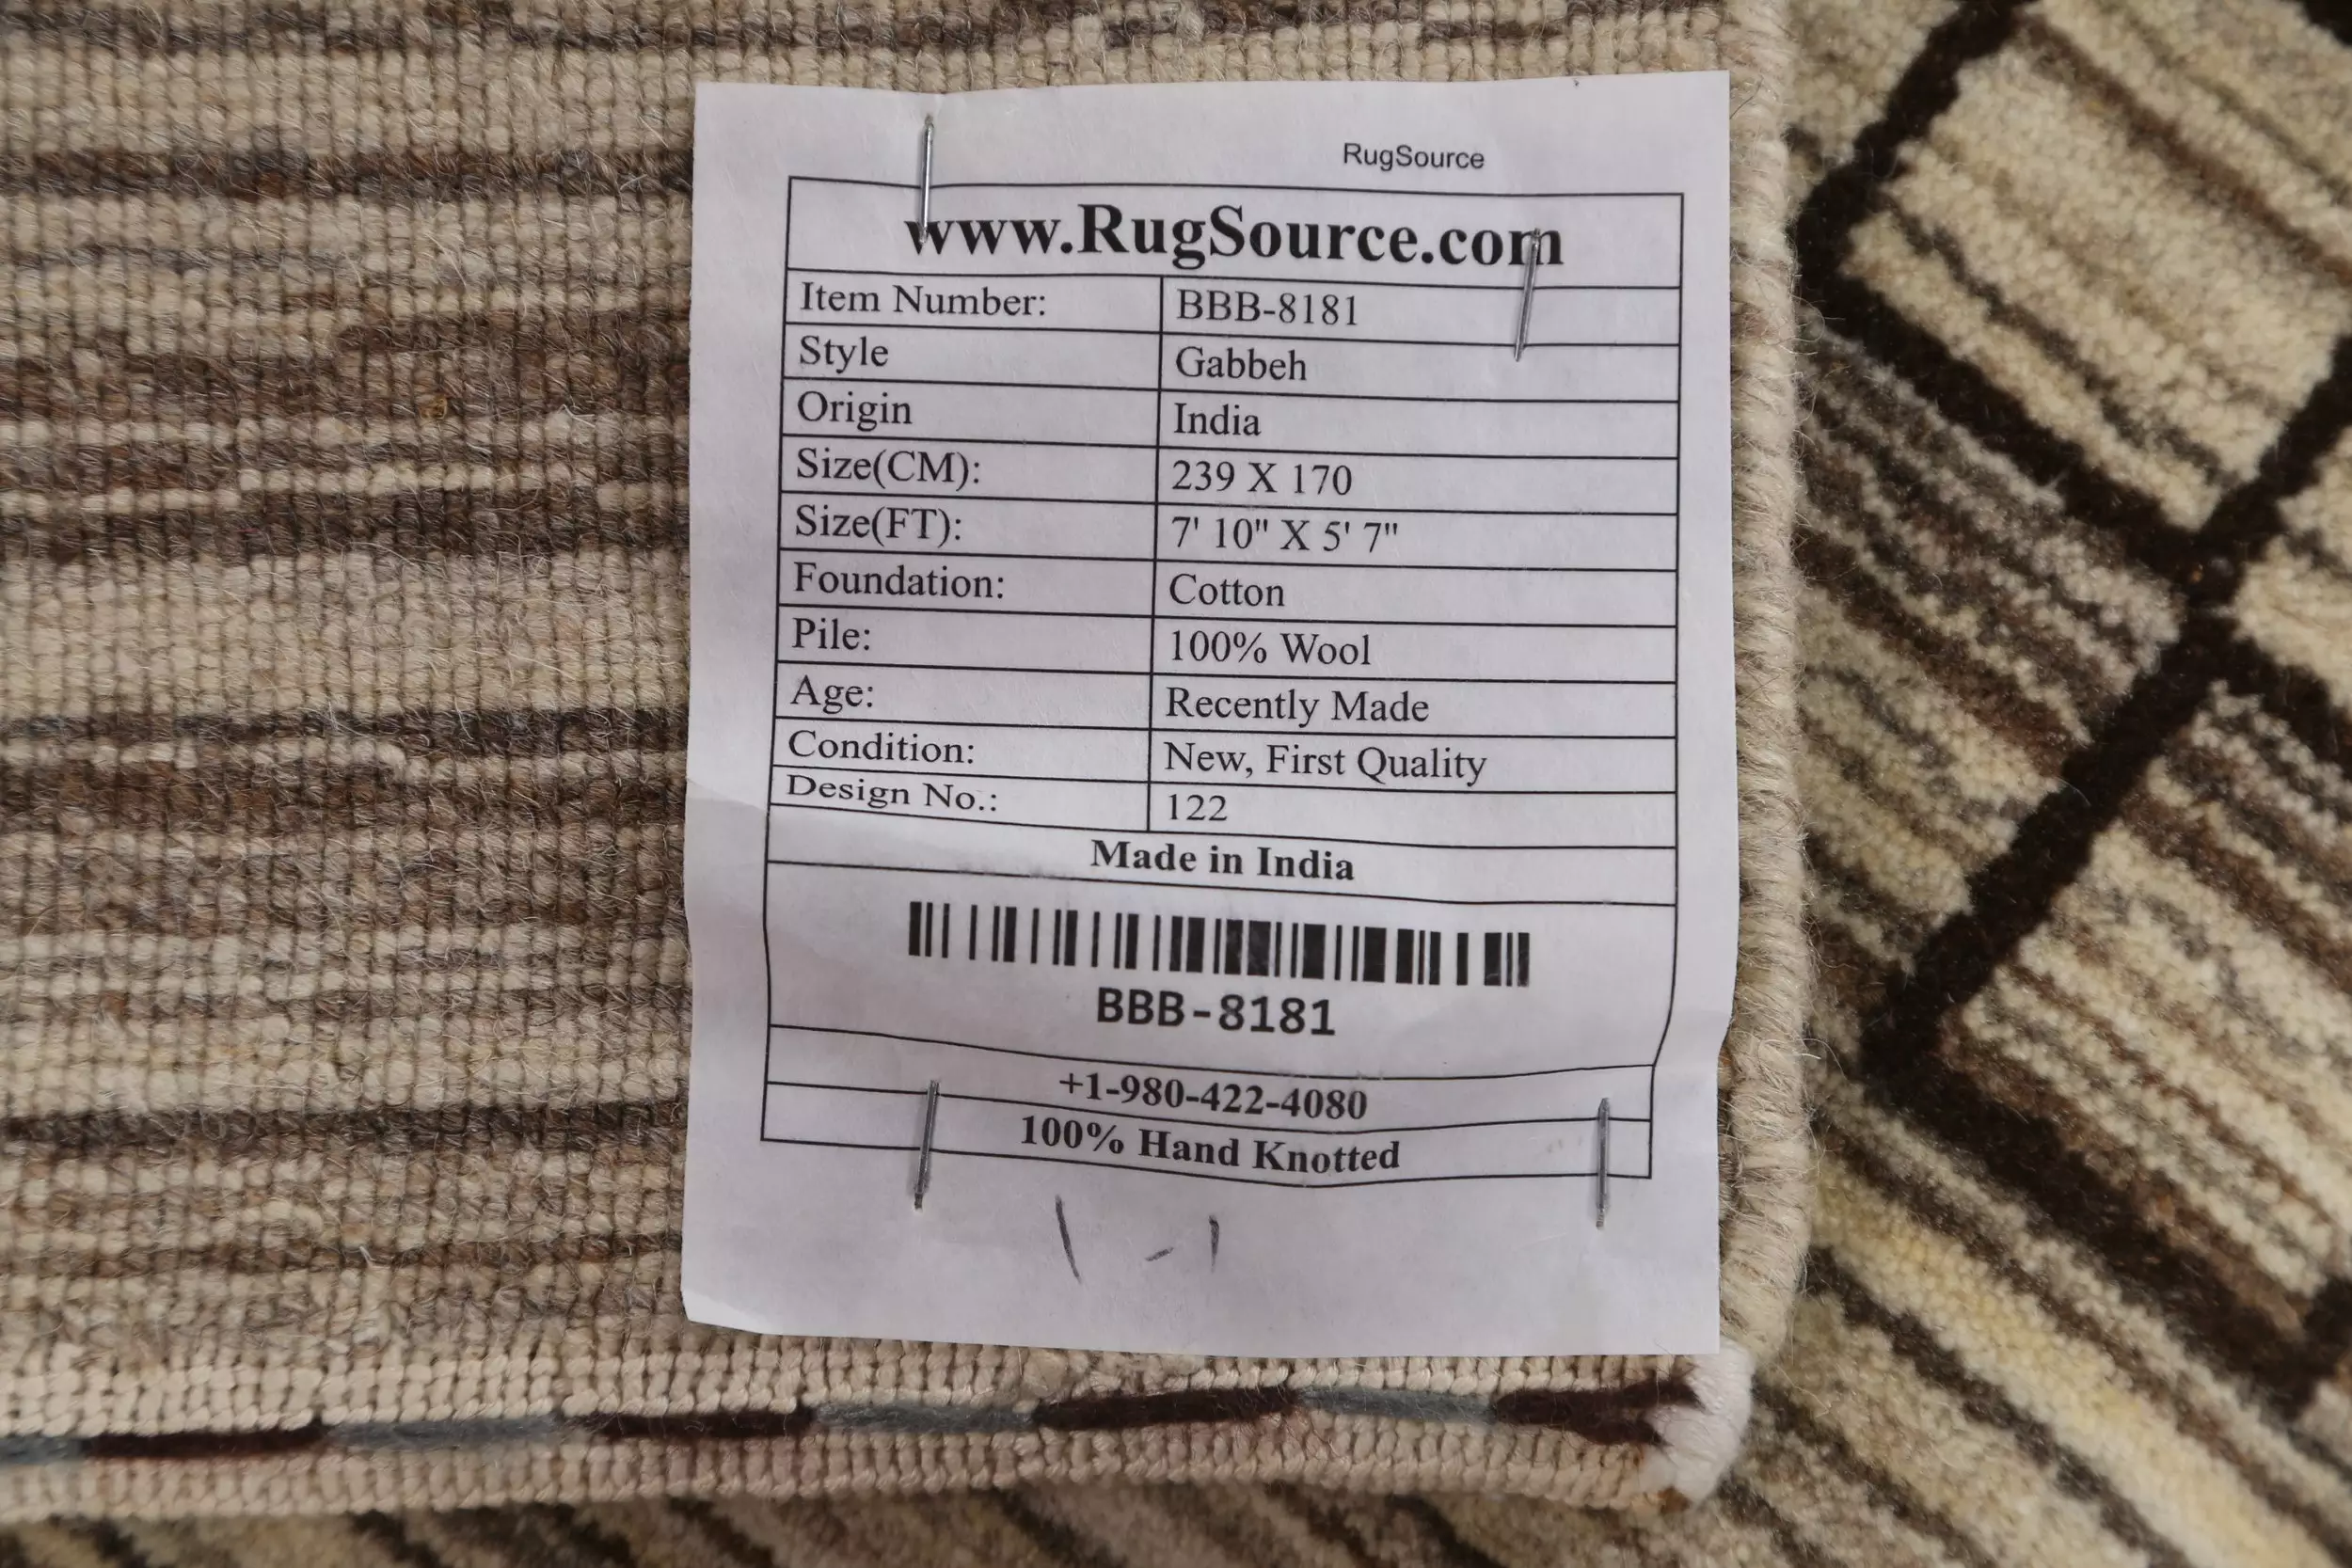 RugSource
www.RugSource.com
Item Number: BBB-8181
Style Gabbeh
Origin India
Size(CM): 239 X 170
Size(FT): 7' 10" X 5' 7"
Foundation: Cotton
Pile: 100% Wool
Age: Recently Made
Condition: New, First Quality
Design No.: 122
Made in India
BBB-8181
+1-980-422-4080
100% Hand Knotted
1-1